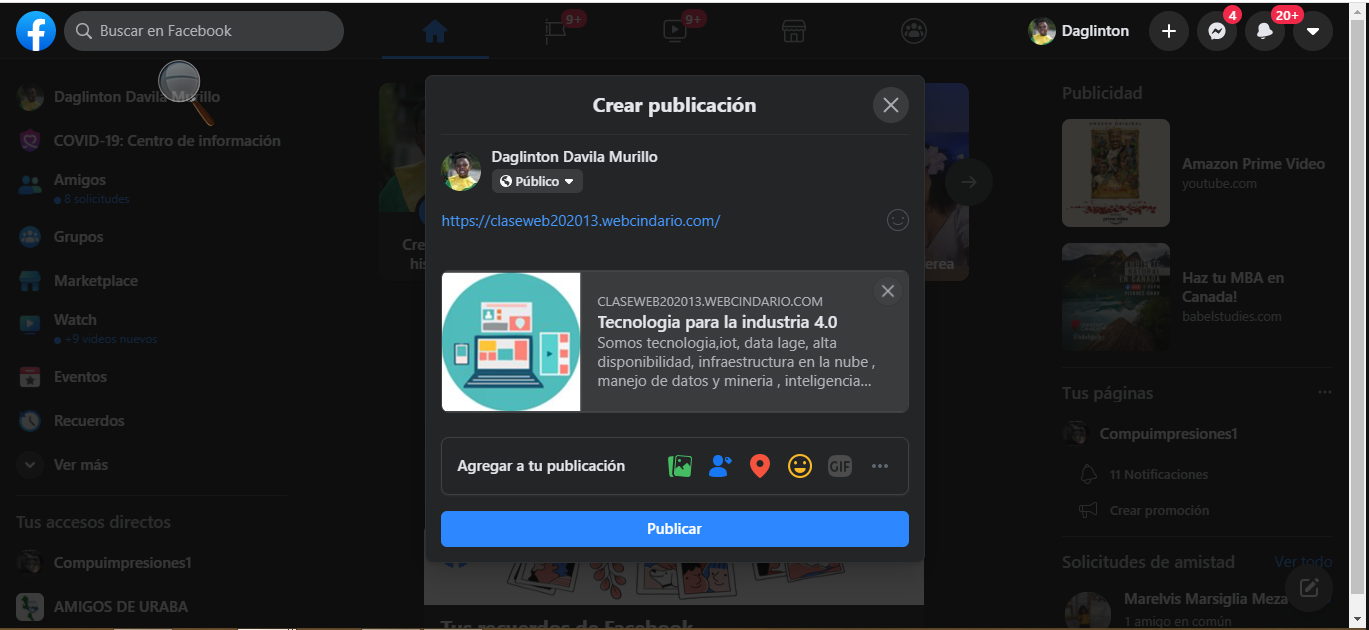 Buscar en Facebook
9+
9+
Daglinton
4
20+
Daglinton Davila Murillo
COVID-19: Centro de información
Amigos
8 solicitudes
Grupos
Marketplace
Watch
+9 videos nuevos
Eventos
Recuerdos
Ver más
Tus accesos directos
Compuimpresiones1
AMIGOS DE URABA
Crear publicación
Daglinton Davila Murillo
Público
https://claseweb202013.webcindario.com/
CLASEWEB202013.WEBCINDARIO.COM
Tecnologia para la industria 4.0
Somos tecnologia,iot, data lage, alta
disponibilidad, infraestructura en la nube ,
manejo de datos y mineria , inteligencia...
Agregar a tu publicación
GIF
Publicar
Tus recuerdos de Facebook
Publicidad
Amazon Prime Video
youtube.com
Haz tu MBA en
Canada!
babelstudies.com
Tus páginas
Compuimpresiones1
11 Notificaciones
Crear promoción
Solicitudes de amistad
Ver todo
Marelvis Marsiglia Meza
1 amigo en común